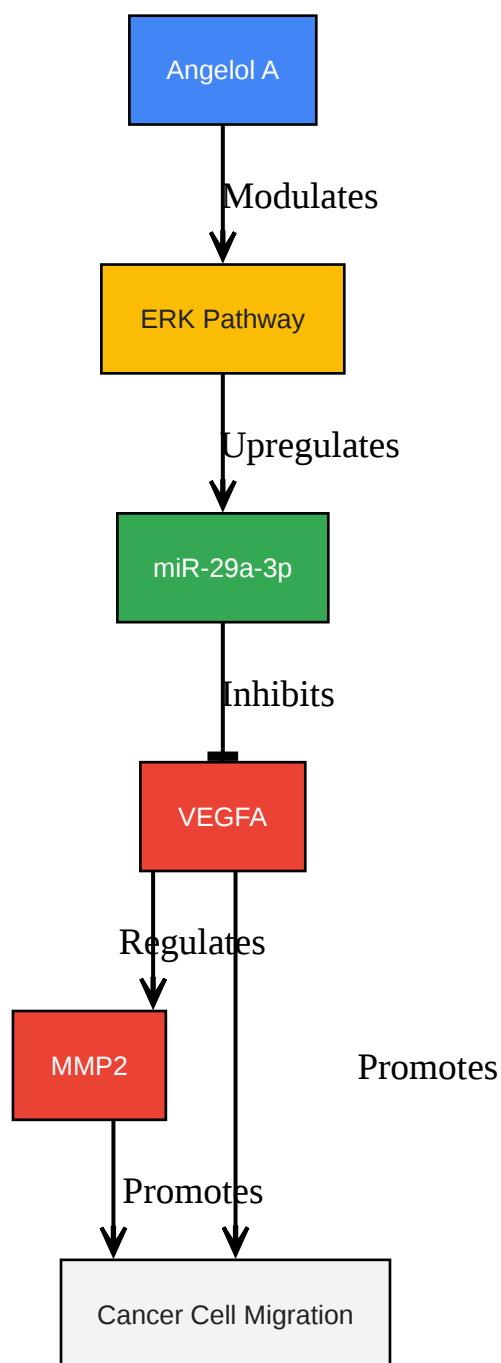 Angelol A
Modulates
ERK Pathway
Upregulates
miR-29a-3p
Inhibits
VEGFA
Regulates
MMP2
Promotes
Promotes
Cancer Cell Migration